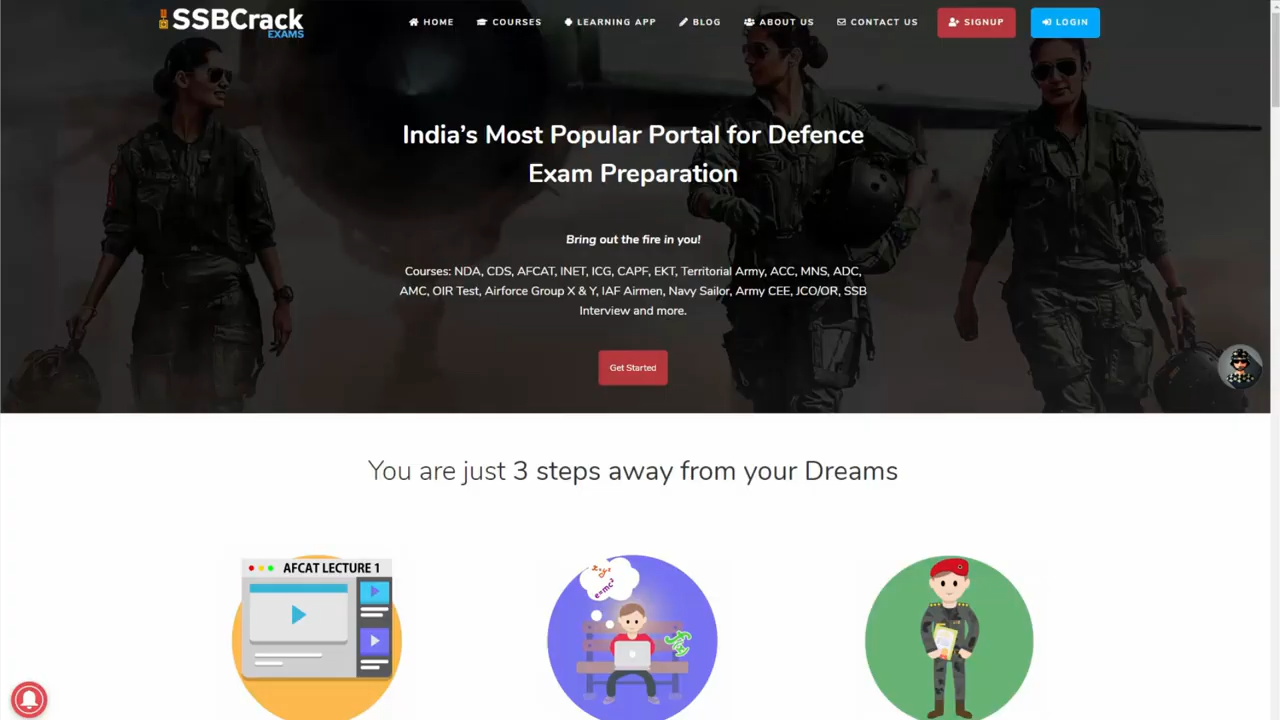 SSBCrack
EXAMS
HOME
COURSES
LEARNING APP
BLOG
ABOUT US
CONTACT US
SIGNUP
LOGIN
India's Most Popular Portal for Defence
Exam Preparation
Bring out the fire in you!
Courses: NDA, CDS, AFCAT, INET, ICG, CAPF, EKT, Territorial Army, ACC, MNS, ADC,
AMC, OIR Test, Airforce Group X & Y, IAF Airmen, Navy Sailor, Army CEE, JCO/OR, SSB
Interview and more.
Get Started
You are just 3 steps away from your Dreams
AFCAT LECTURE 1
e=mc²